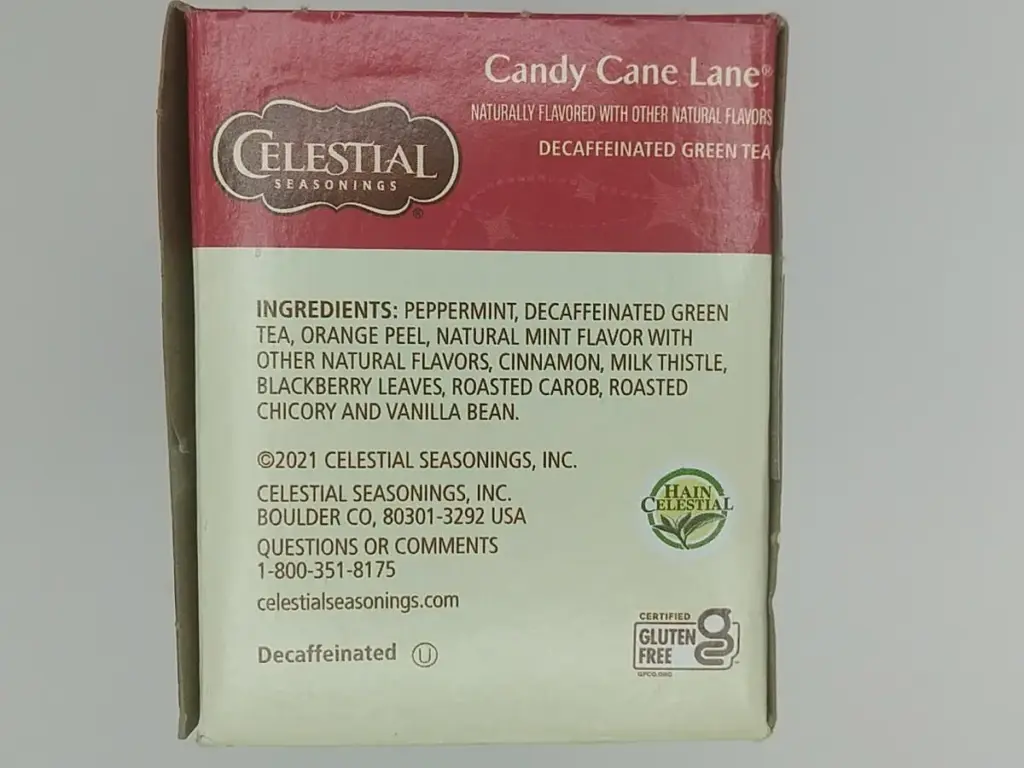 Candy Cane Lane®
NATURALLY FLAVORED WITH OTHER NATURAL FLAVORS
DECAFFEINATED GREEN TEA
CELESTIAL
SEASONINGS
®
INGREDIENTS: PEPPERMINT, DECAFFEINATED GREEN
TEA, ORANGE PEEL, NATURAL MINT FLAVOR WITH
OTHER NATURAL FLAVORS, CINNAMON, MILK THISTLE,
BLACKBERRY LEAVES, ROASTED CAROB, ROASTED
CHICORY AND VANILLA BEAN.
©2021 CELESTIAL SEASONINGS, INC.
CELESTIAL SEASONINGS, INC.
BOULDER CO, 80301-3292 USA
QUESTIONS OR COMMENTS
1-800-351-8175
celestialseasonings.com
Decaffeinated U
HAIN
CELESTIAL
CERTIFIED
GLUTEN
FREE
GFCO.ORG